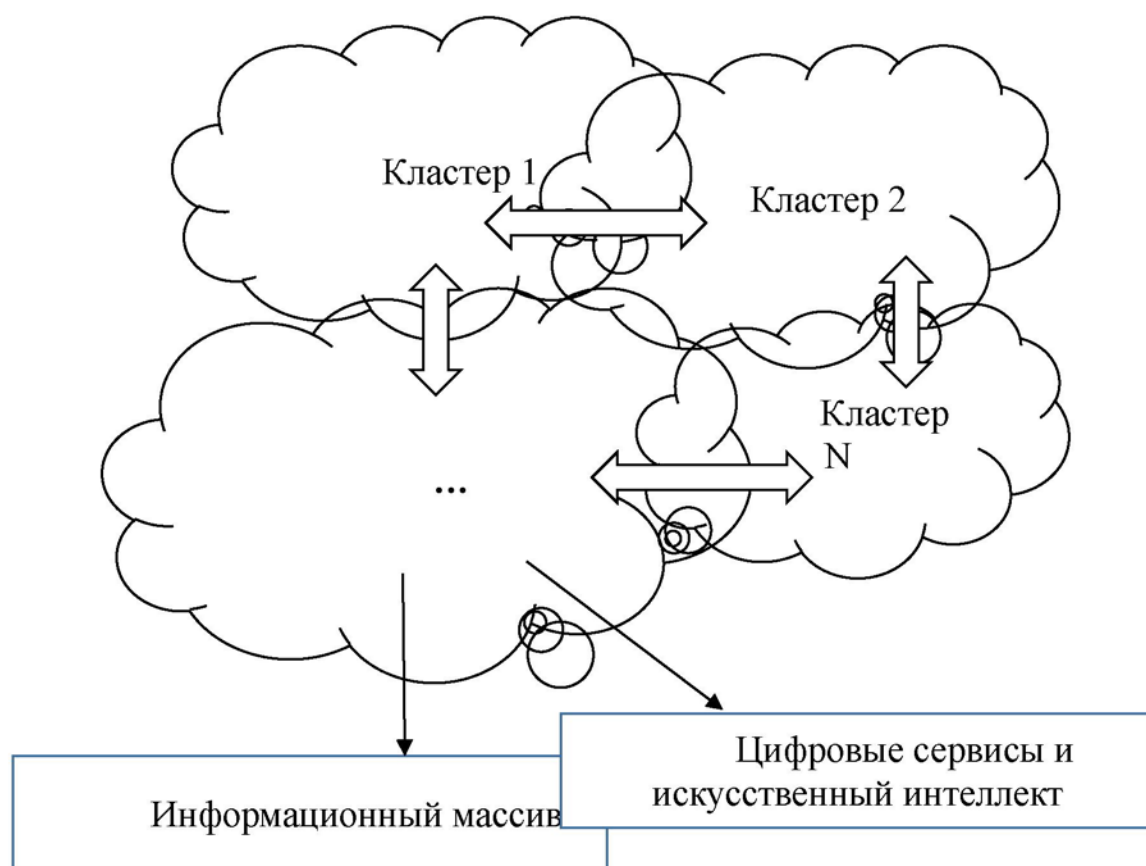 Кластер 1
Кластер 2
Кластер
N
...
Цифровые сервисы и
искусственный интеллект
Информационный массив